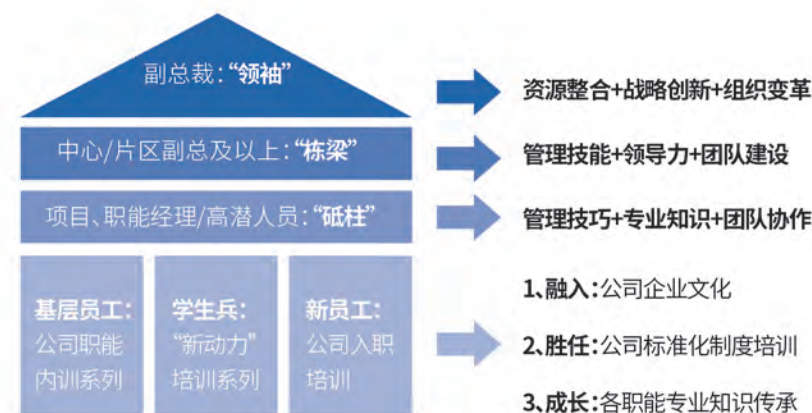 副总裁：“领袖”
资源整合+战略创新+组织变革
中心/片区副总及以上：“栋梁”
管理技能+领导力+团队建设
项目、职能经理/高潜人员：“砥柱”
管理技巧+专业知识+团队协作
基层员工：
公司职能
内训系列
学生兵：
“新动力”
培训系列
新员工：
公司入职
培训
1、融入：公司企业文化
2、胜任：公司标准化制度培训
3、成长：各职能专业知识传承